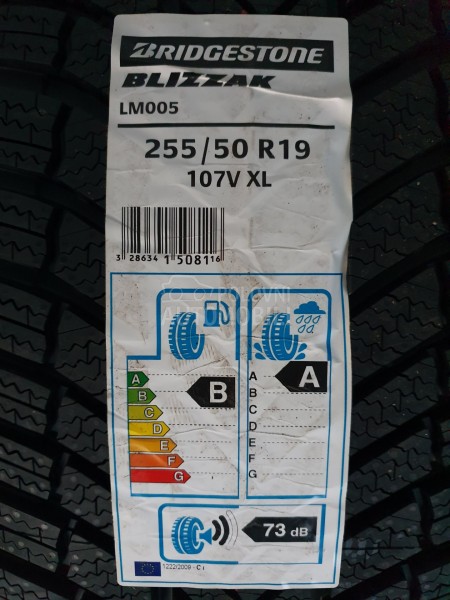 BRIDGESTONE
BLIZZAK
LM005
255/50 R19
107V XL
3 286341 508116
A A
B B
C C
D D
E E
F F
G G
B A
73 dB
1222/2009 - C1